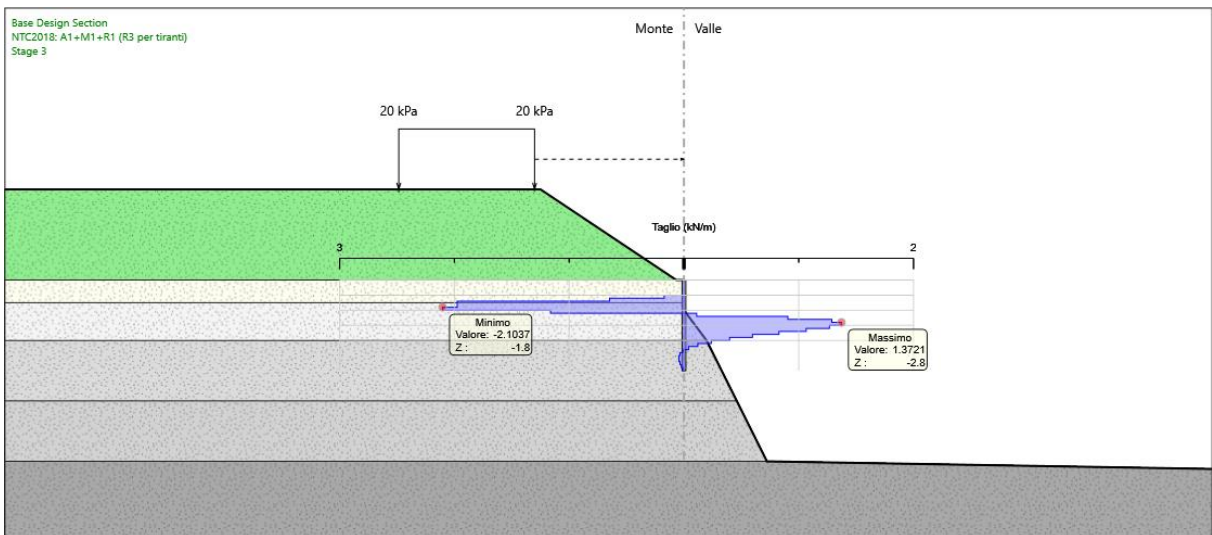 Base Design Section
NTC2018: A1+M1+R1 (R3 per tiranti)
Stage 3
Monte
Valle
20 kPa
20 kPa
Taglio (kN/m)
3
2
Minimo
Valore: -2.1037
Z : -1.8
Massimo
Valore: 1.3721
Z : -2.8